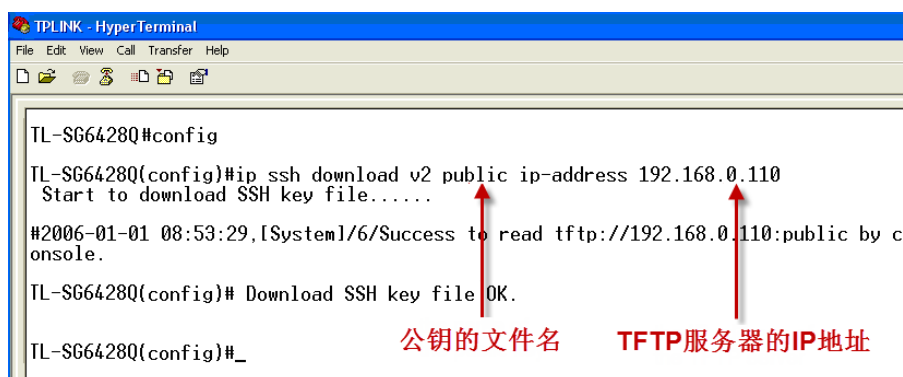 TPLINK - HyperTerminal
File Edit View Call Transfer Help
TL-SG6428Q#config
TL-SG6428Q(config)#ip ssh download v2 public ip-address 192.168.0.110
Start to download SSH key file......
#2006-01-01 08:53:29,[System]/6/Success to read tftp://192.168.0.110:public by c
onsole.
TL-SG6428Q(config)# Download SSH key file OK.
公钥的文件名 TFTP服务器的IP地址
TL-SG6428Q(config)#_